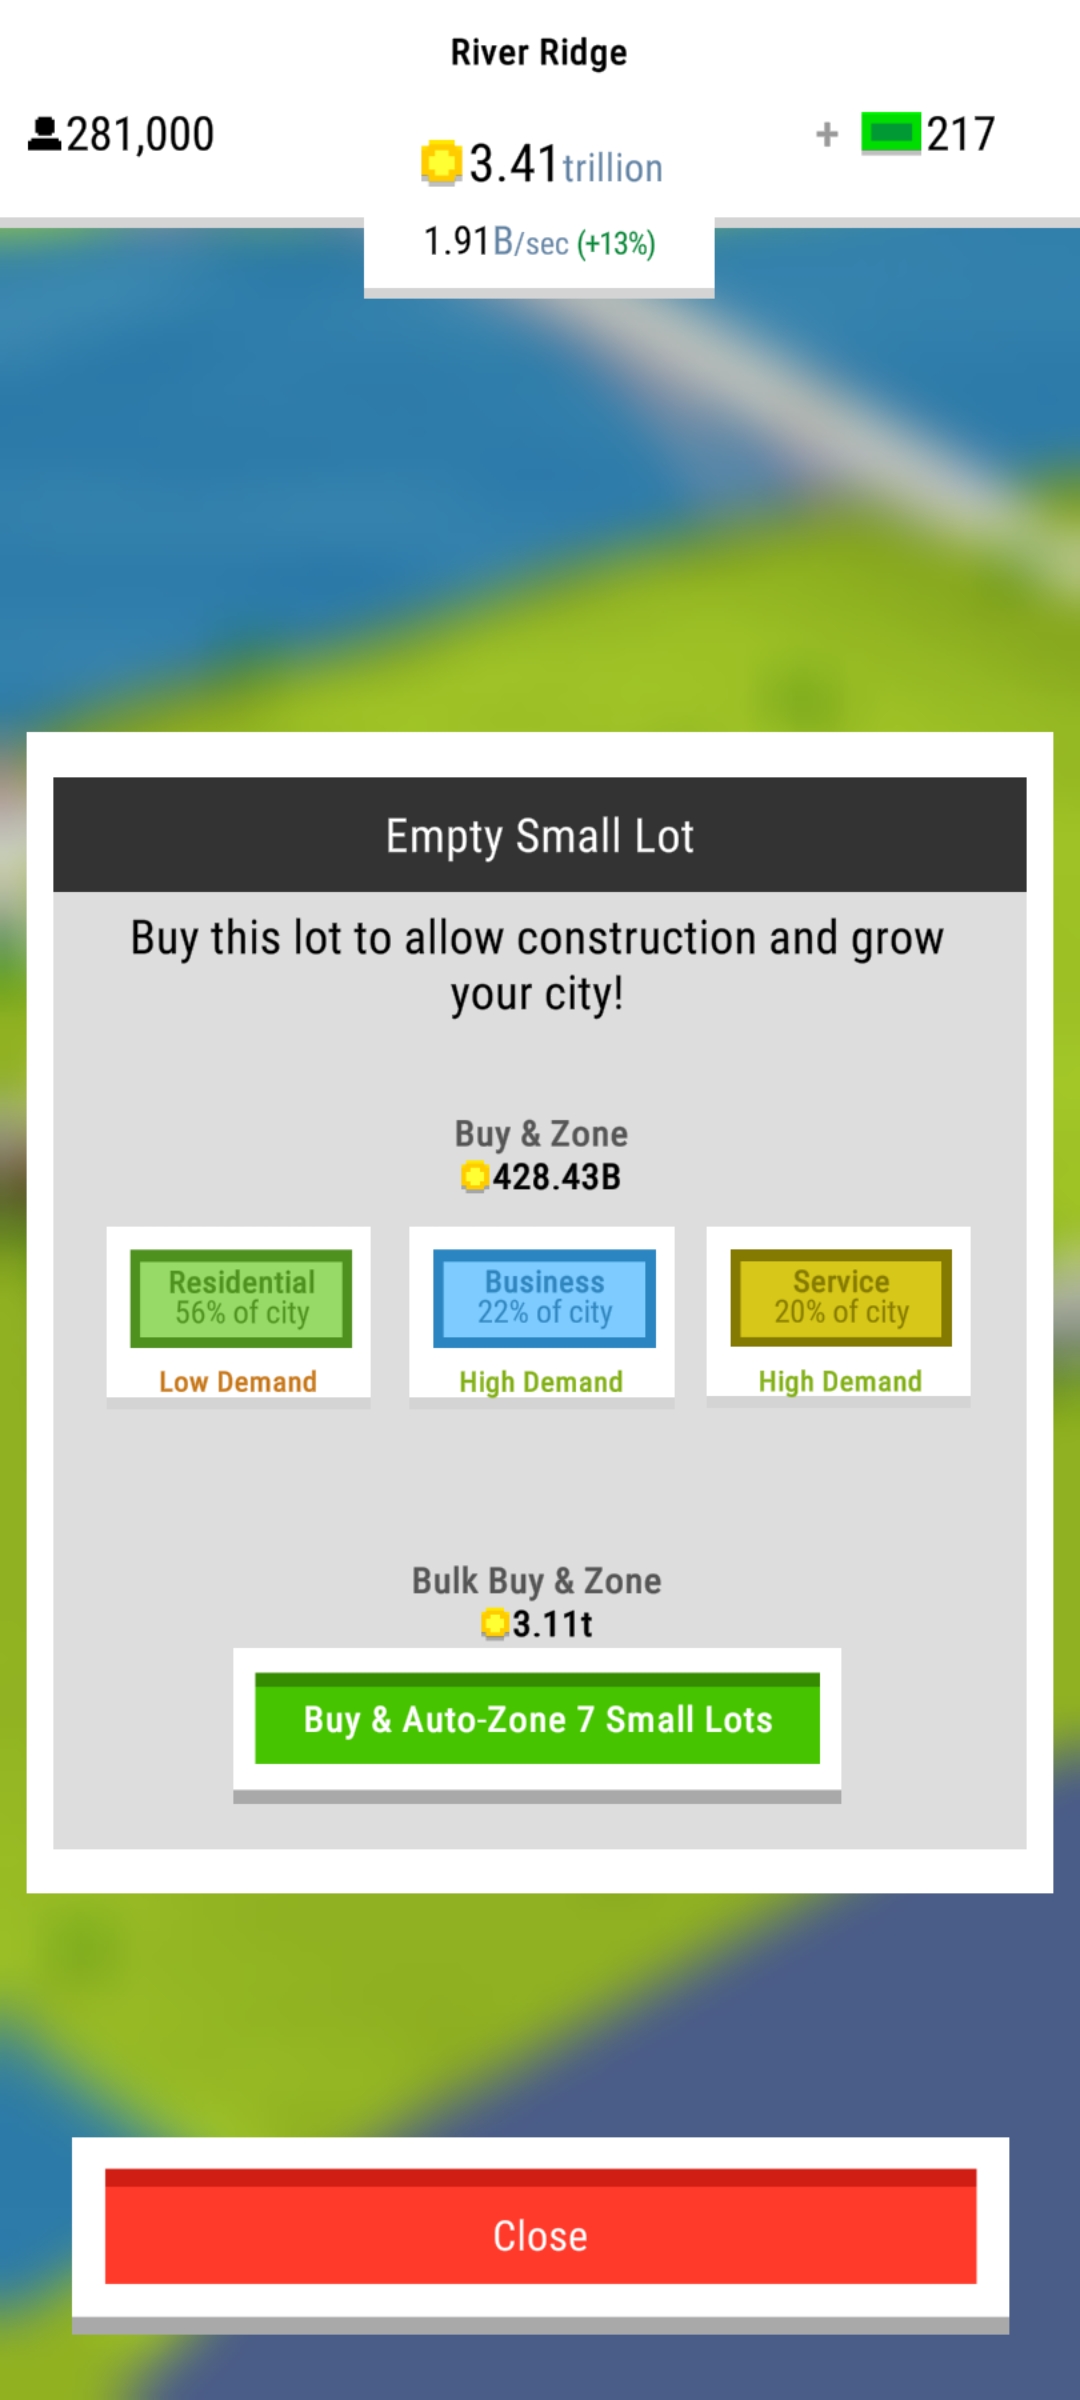 River Ridge
281,000
3.41trillion
+ 217
1.91B/sec (+13%)
Empty Small Lot
Buy this lot to allow construction and grow
your city!
Buy & Zone
428.43B
Residential
56% of city
Low Demand
Business
22% of city
High Demand
Service
20% of city
High Demand
Bulk Buy & Zone
3.11t
Buy & Auto-Zone 7 Small Lots
Close